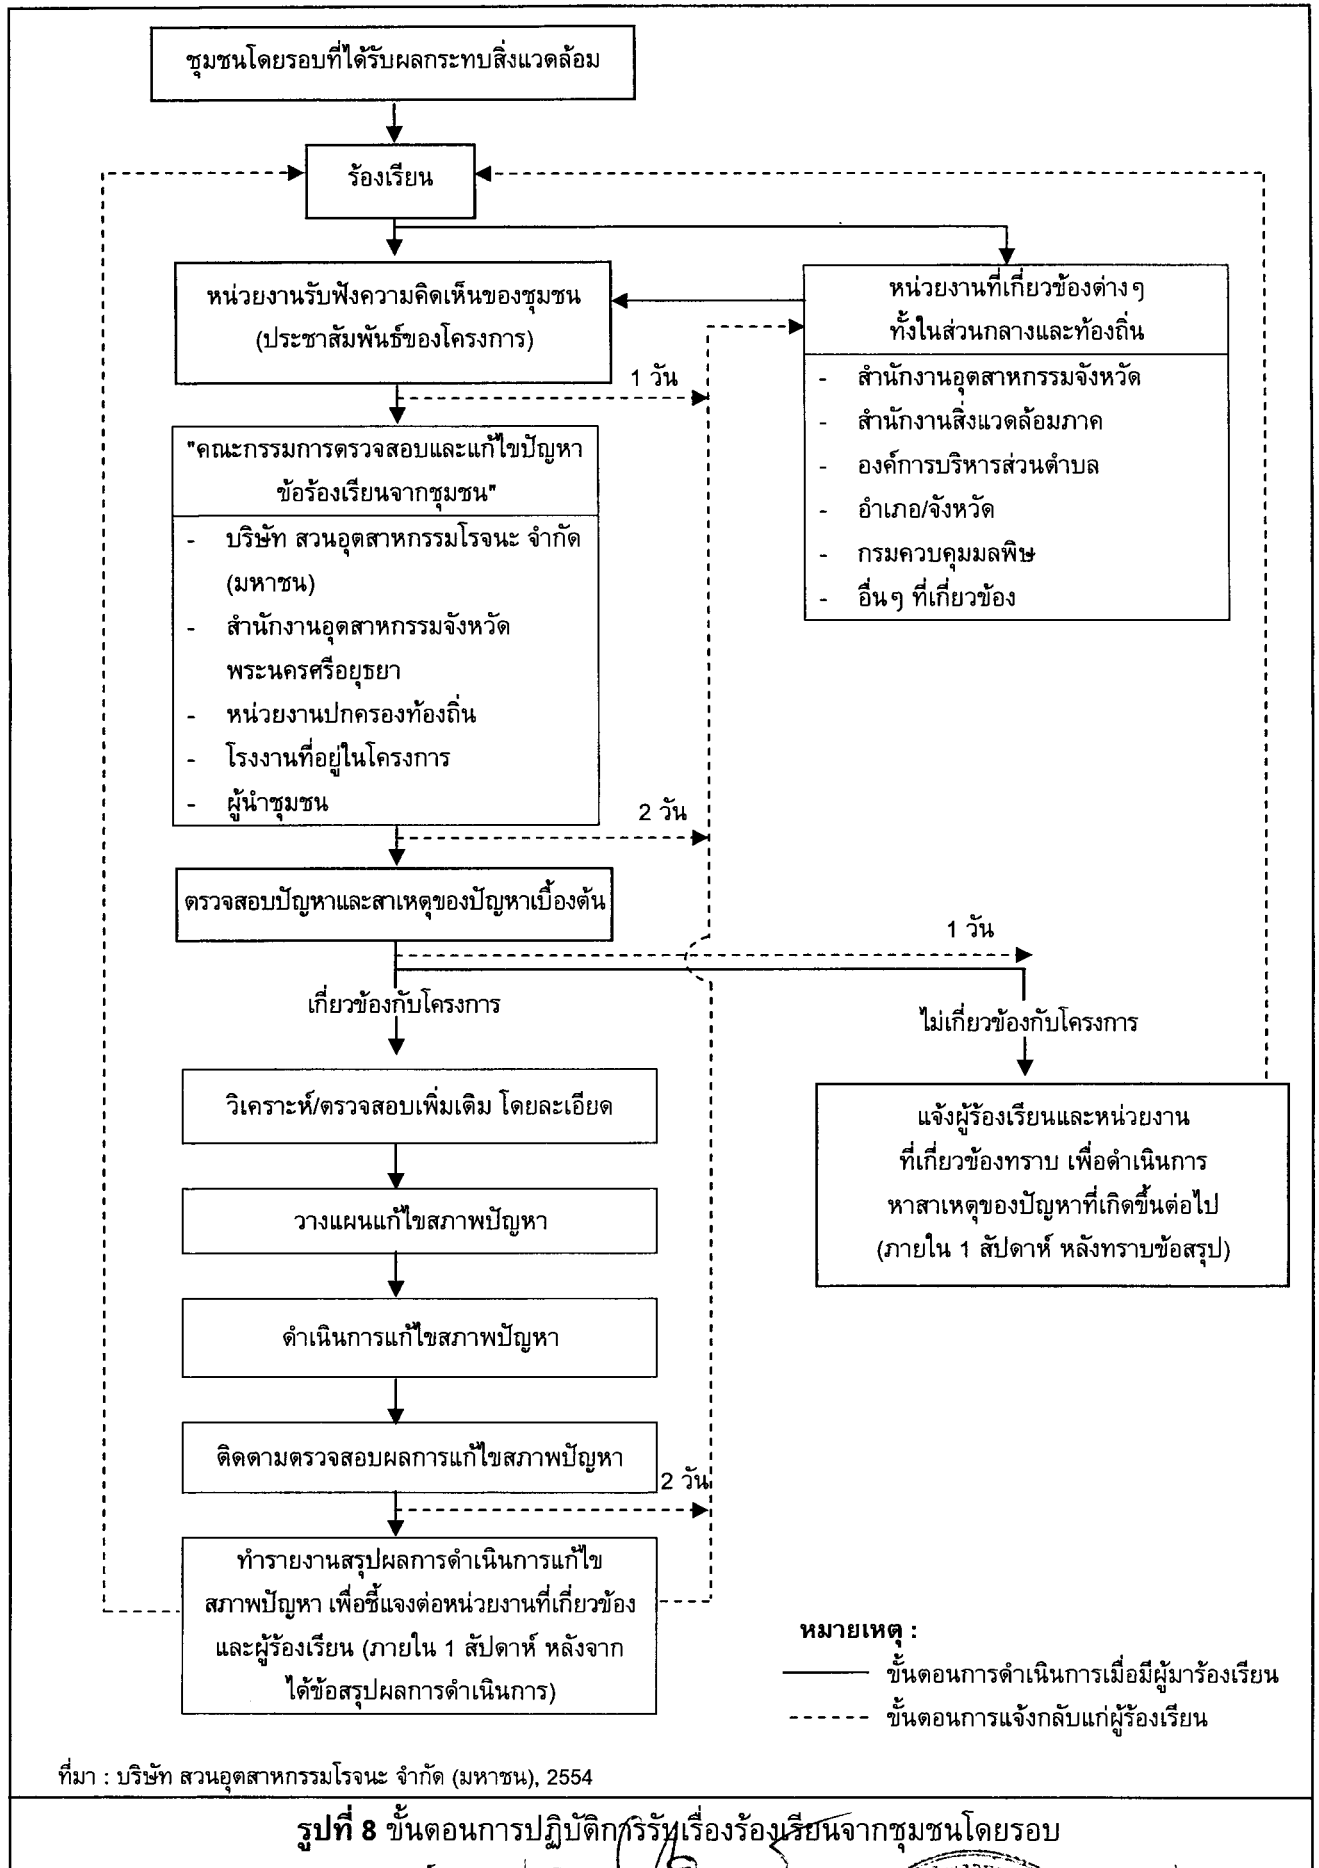 ชุมชนโดยรอบที่ได้รับผลกระทบสิ่งแวดล้อม
ร้องเรียน
หน่วยงานรับฟังความคิดเห็นของชุมชน
(ประชาสัมพันธ์ของโครงการ)
หน่วยงานที่เกี่ยวข้องต่างๆ
ทั้งในส่วนกลางและท้องถิ่น
- สำนักงานอุตสาหกรรมจังหวัด
- สำนักงานสิ่งแวดล้อมภาค
- องค์การบริหารส่วนตำบล
- อำเภอ/จังหวัด
- กรมควบคุมมลพิษ
- อื่นๆ ที่เกี่ยวข้อง
1 วัน
"คณะกรรมการตรวจสอบและแก้ไขปัญหา
ข้อร้องเรียนจากชุมชน"
- บริษัท สวนอุตสาหกรรมโรจนะ จำกัด
(มหาชน)
- สำนักงานอุตสาหกรรมจังหวัด
พระนครศรีอยุธยา
- หน่วยงานปกครองท้องถิ่น
- โรงงานที่อยู่ในโครงการ
- ผู้นำชุมชน
2 วัน
ตรวจสอบปัญหาและสาเหตุของปัญหาเบื้องต้น
1 วัน
เกี่ยวข้องกับโครงการ
ไม่เกี่ยวข้องกับโครงการ
วิเคราะห์/ตรวจสอบเพิ่มเติม โดยละเอียด
แจ้งผู้ร้องเรียนและหน่วยงาน
ที่เกี่ยวข้องทราบ เพื่อดำเนินการ
หาสาเหตุของปัญหาที่เกิดขึ้นต่อไป
(ภายใน 1 สัปดาห์ หลังทราบข้อสรุป)
วางแผนแก้ไขสภาพปัญหา
ดำเนินการแก้ไขสภาพปัญหา
ติดตามตรวจสอบผลการแก้ไขสภาพปัญหา
2 วัน
ทำรายงานสรุปผลการดำเนินการแก้ไข
สภาพปัญหา เพื่อชี้แจงต่อหน่วยงานที่เกี่ยวข้อง
และผู้ร้องเรียน (ภายใน 1 สัปดาห์ หลังจาก
ได้ข้อสรุปผลการดำเนินการ)
หมายเหตุ :
ขั้นตอนการดำเนินการเมื่อมีผู้มาร้องเรียน
ขั้นตอนการแจ้งกลับแก่ผู้ร้องเรียน
ที่มา : บริษัท สวนอุตสาหกรรมโรจนะ จำกัด (มหาชน), 2554
รูปที่ 8 ขั้นตอนการปฏิบัติการรับเรื่องร้องเรียนจากชุมชนโดยรอบ